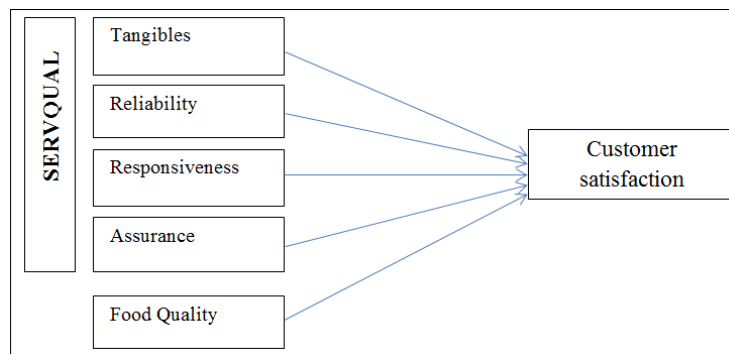 SERVQUAL
Tangibles
Reliability
Responsiveness
Assurance
Food Quality
Customer
satisfaction